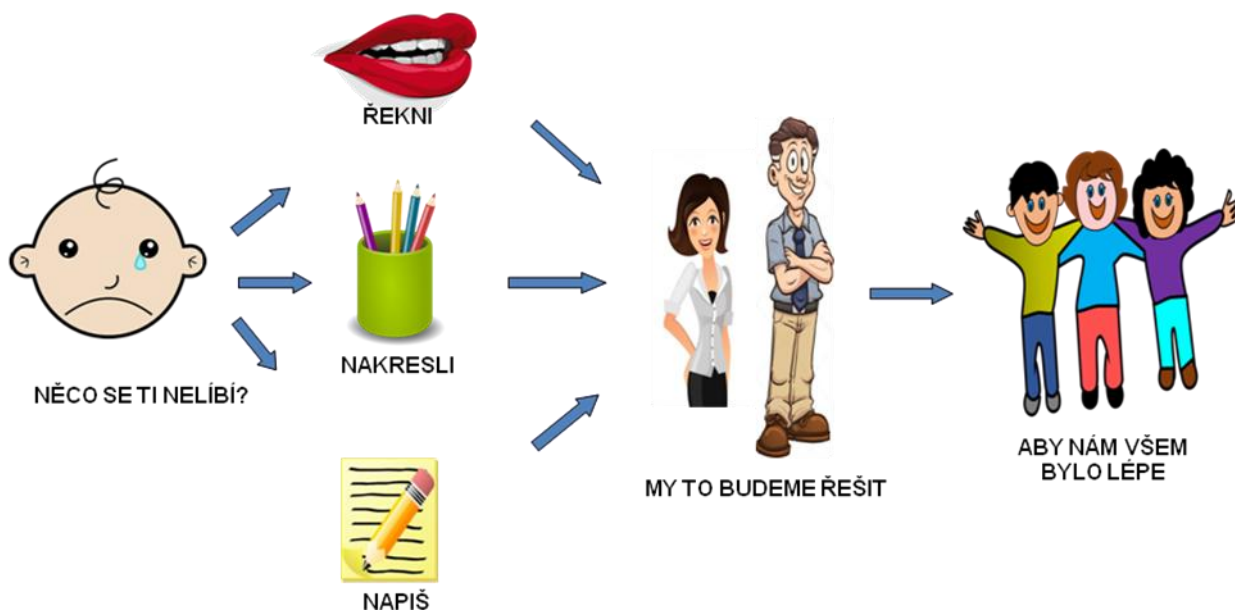 ŘEKNI
NĚCO SE TI NELÍBÍ?
NAKRESLI
NAPIŠ
MY TO BUDEME ŘEŠIT
ABY NÁM VŠEM
BYLO LÉPE